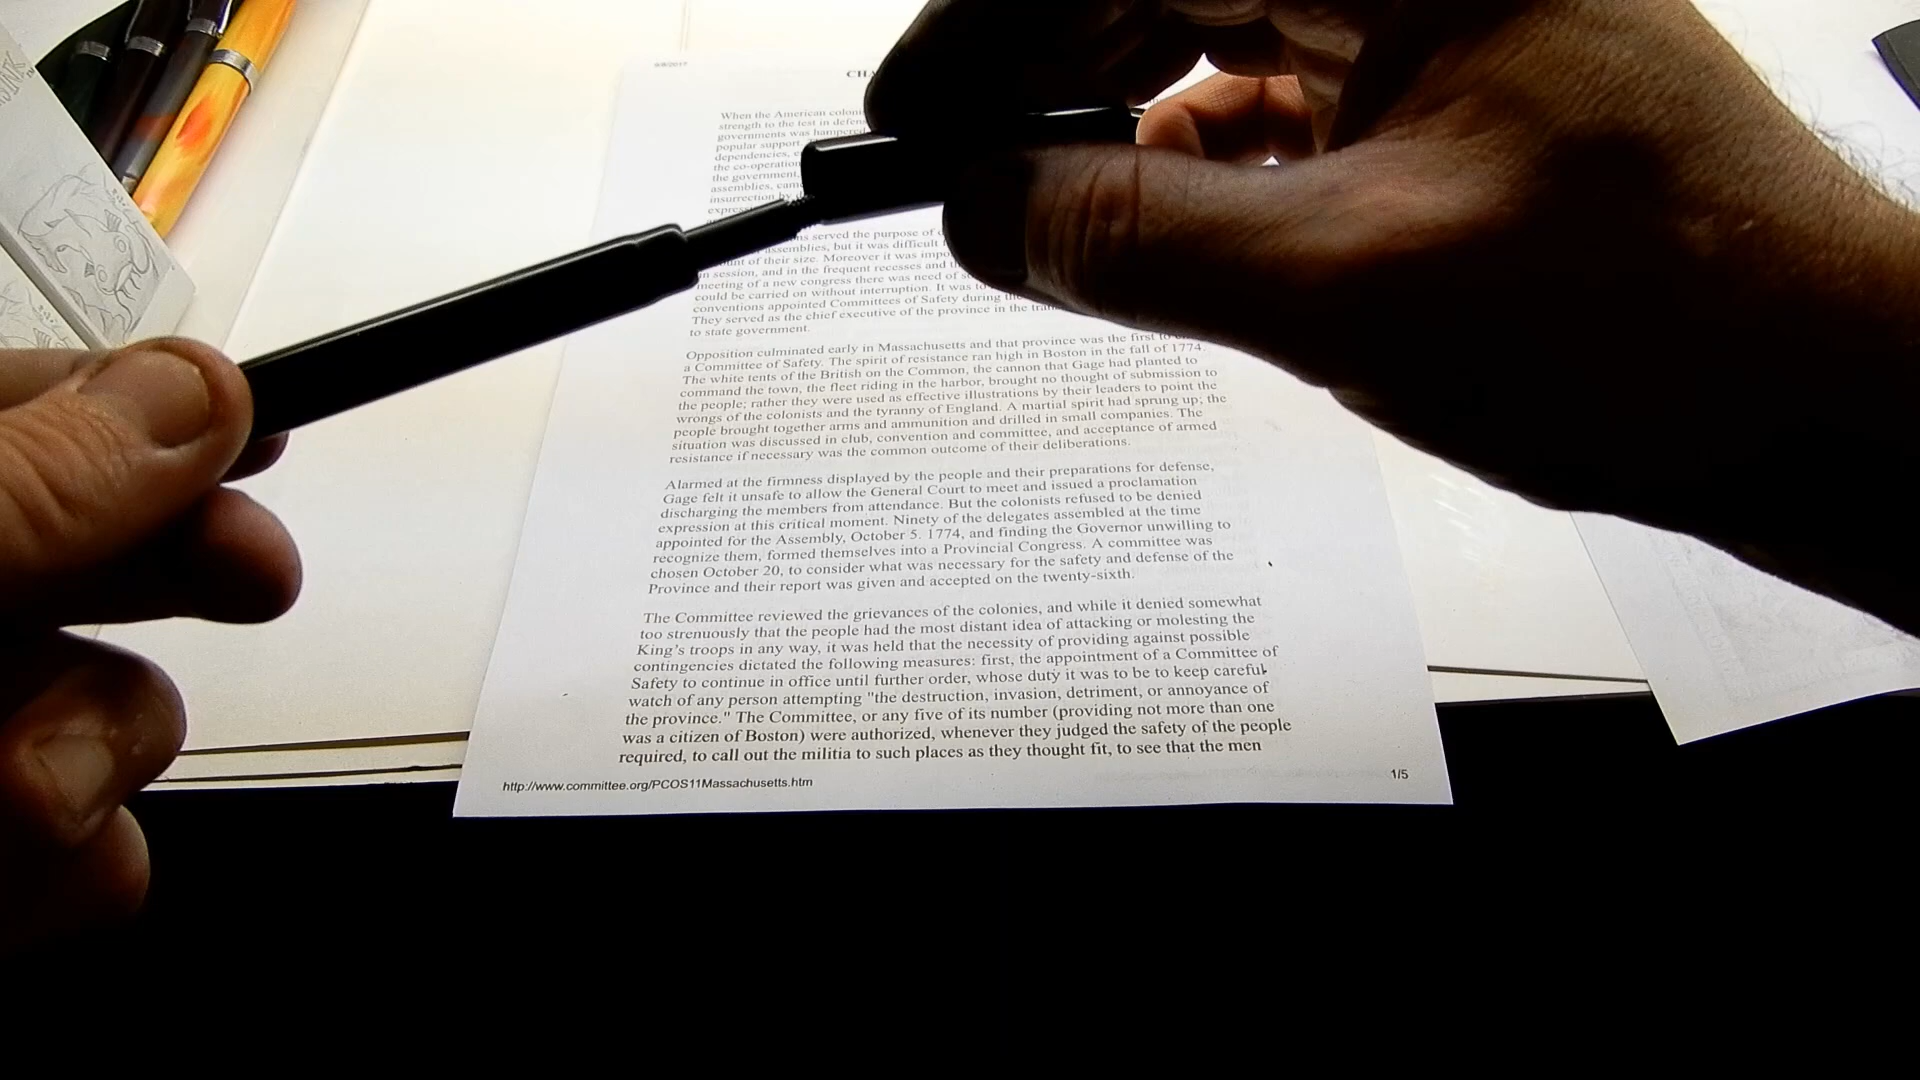 SINK
9/8/2017
CHA
When the American coloni
strength to the test in defen
governments was hampered
popular support.
dependencies, c
the co-operation
the government,
assemblies, came
insurrection by
expres
served the purpose of
assemblies, but it was difficult
of their size. Moreover it was impo
in session, and in the frequent recesses and
meeting of a new congress there was need of
could be carried on without interruption. It was to
conventions appointed Committees of Safety during the
They served as the chief executive of the province in the tran
to state government.
Opposition culminated early in Massachusetts and that province was the first to
a Committee of Safety. The spirit of resistance ran high in Boston in the fall of 1774.
The white tents of the British on the Common, the cannon that Gage had planted to
command the town, the fleet riding in the harbor, brought no thought of submission to
the people; rather they were used as effective illustrations by their leaders to point the
wrongs of the colonists and the tyranny of England. A martial spirit had sprung up; the
people brought together arms and ammunition and drilled in small companies. The
situation was discussed in club, convention and committee, and acceptance of armed
resistance if necessary was the common outcome of their deliberations.
Alarmed at the firmness displayed by the people and their preparations for defense,
Gage felt it unsafe to allow the General Court to meet and issued a proclamation
discharging the members from attendance. But the colonists refused to be denied
expression at this critical moment. Ninety of the delegates assembled at the time
appointed for the Assembly, October 5. 1774, and finding the Governor unwilling to
recognize them, formed themselves into a Provincial Congress. A committee was
chosen October 20, to consider what was necessary for the safety and defense of the
Province and their report was given and accepted on the twenty-sixth.
The Committee reviewed the grievances of the colonies, and while it denied somewhat
too strenuously that the people had the most distant idea of attacking or molesting the
King's troops in any way, it was held that the necessity of providing against possible
contingencies dictated the following measures: first, the appointment of a Committee of
Safety to continue in office until further order, whose duty it was to be to keep careful
watch of any person attempting "the destruction, invasion, detriment, or annoyance of
the province." The Committee, or any five of its number (providing not more than one
was a citizen of Boston) were authorized, whenever they judged the safety of the people
required, to call out the militia to such places as they thought fit, to see that the men
http://www.committee.org/PCOS11Massachusetts.htm
1/5